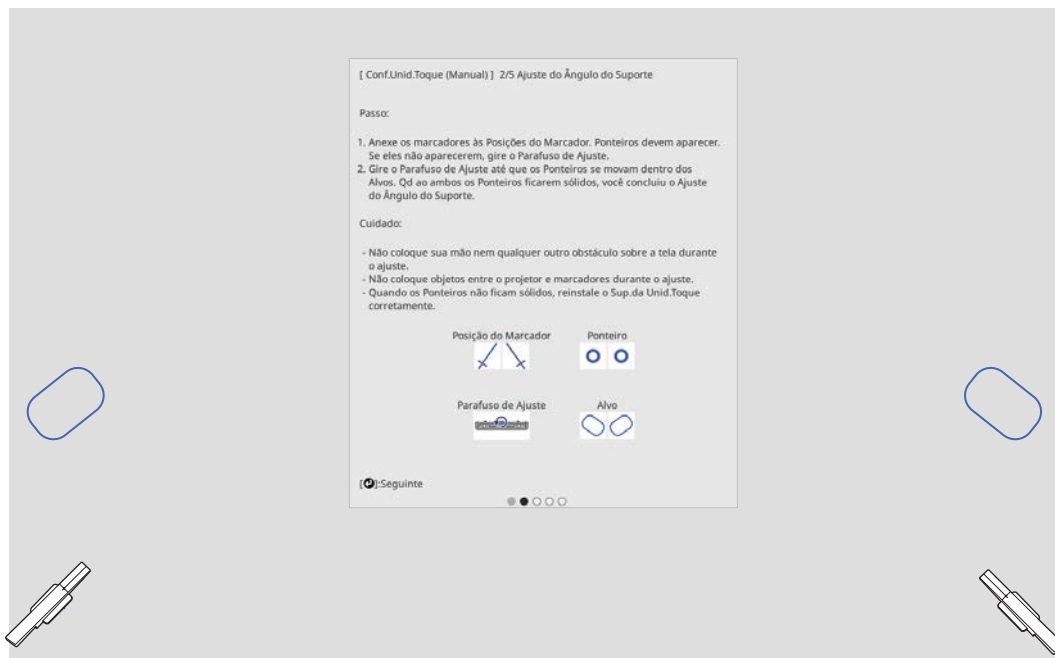 [ Conf.Unid.Toque (Manual) ] 2/5 Ajuste do Ângulo do Suporte
Passo:
1. Anexe os marcadores às Posições do Marcador. Ponteiros devem aparecer.
Se eles não aparecerem, gire o Parafuso de Ajuste.
2. Gire o Parafuso de Ajuste até que os Ponteiros se movam dentro dos
Alvos. Qd ao ambos os Ponteiros ficarem sólidos, você concluiu o Ajuste
do Ângulo do Suporte.
Cuidado:
- Não coloque sua mão nem qualquer outro obstáculo sobre a tela durante
o ajuste.
- Não coloque objetos entre o projetor e marcadores durante o ajuste.
- Quando os Ponteiros não ficam sólidos, reinstale o Sup.da Unid.Toque
corretamente.
Posição do Marcador Ponteiro
Parafuso de Ajuste Alvo
[ ]:Seguinte